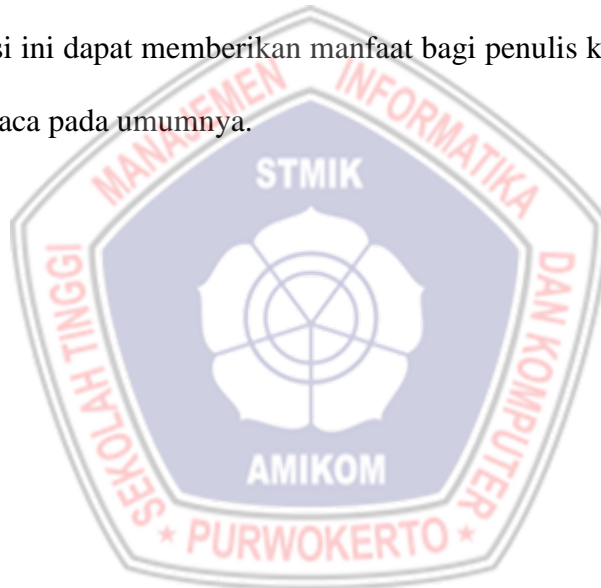 si ini dapat memberikan manfaat bagi penulis k
aca pada umumnya.
MANAJEMEN INFORMATIKA
STMIK
SEKOLAH TINGGI
DAN KOMPUTER
AMIKOM
* PURWOKERTO *